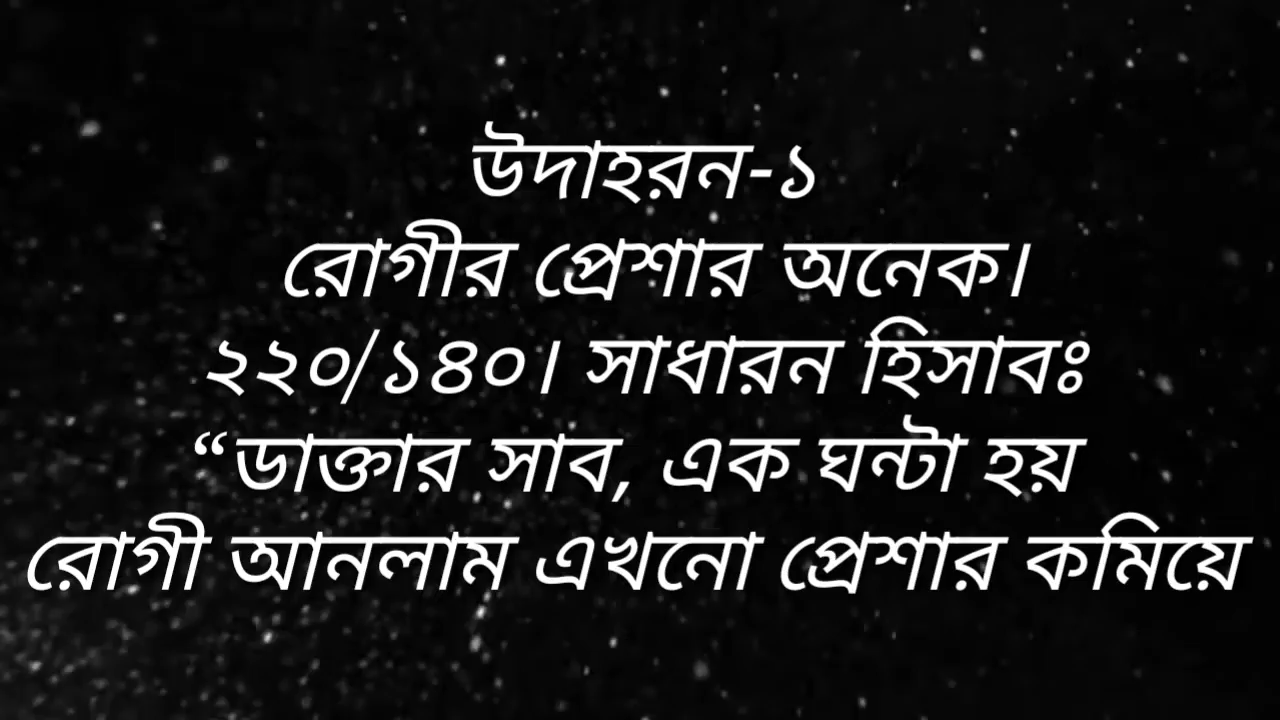 উদাহরন-১
রোগীর প্রেশার অনেক।
২২০/১৪০। সাধারন হিসাবঃ
“ডাক্তার সাব, এক ঘন্টা হয়
রোগী আনলাম এখনো প্রেশার কমিয়ে